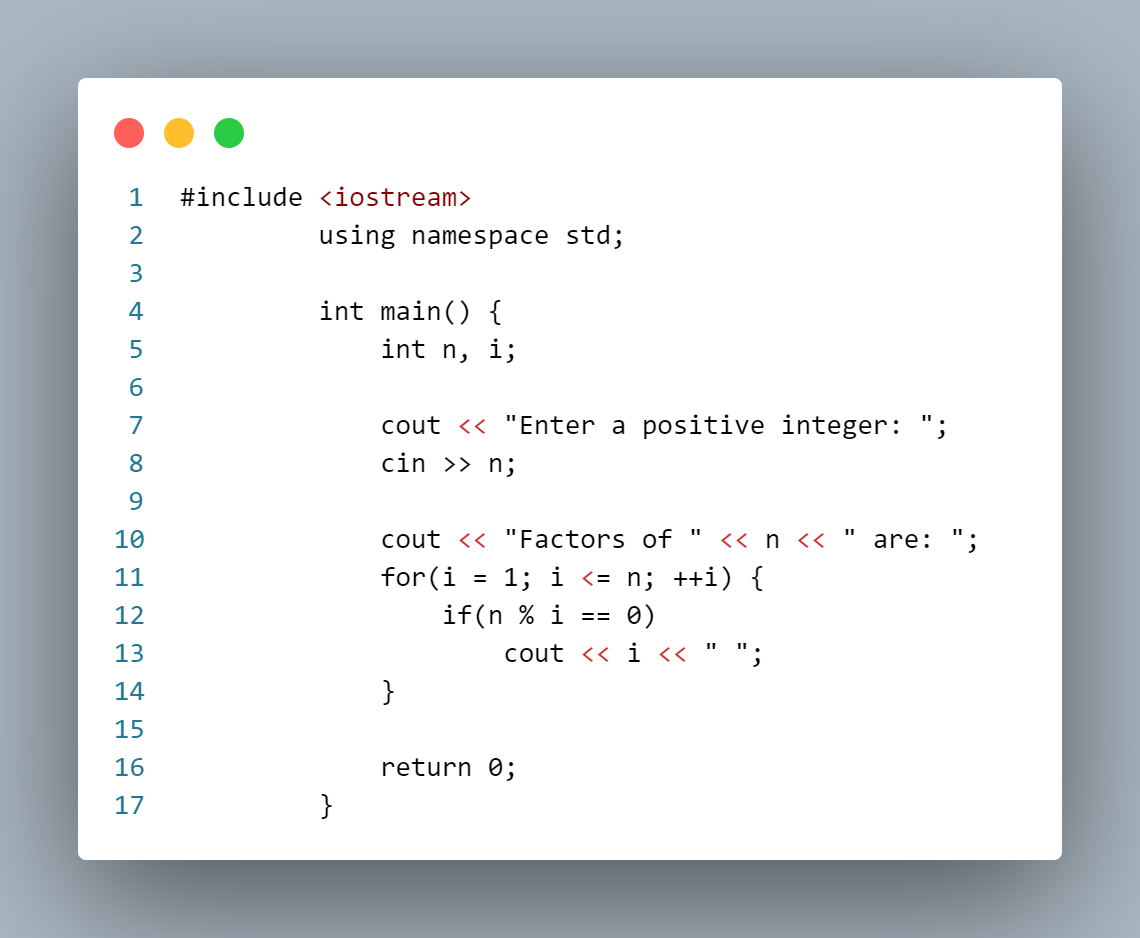 1 #include <iostream>
2 using namespace std;
3
4 int main() {
5 int n, i;
6
7 cout << "Enter a positive integer: ";
8 cin >> n;
9
10 cout << "Factors of " << n << " are: ";
11 for(i = 1; i <= n; ++i) {
12 if(n % i == 0)
13 cout << i << " ";
14 }
15
16 return 0;
17 }